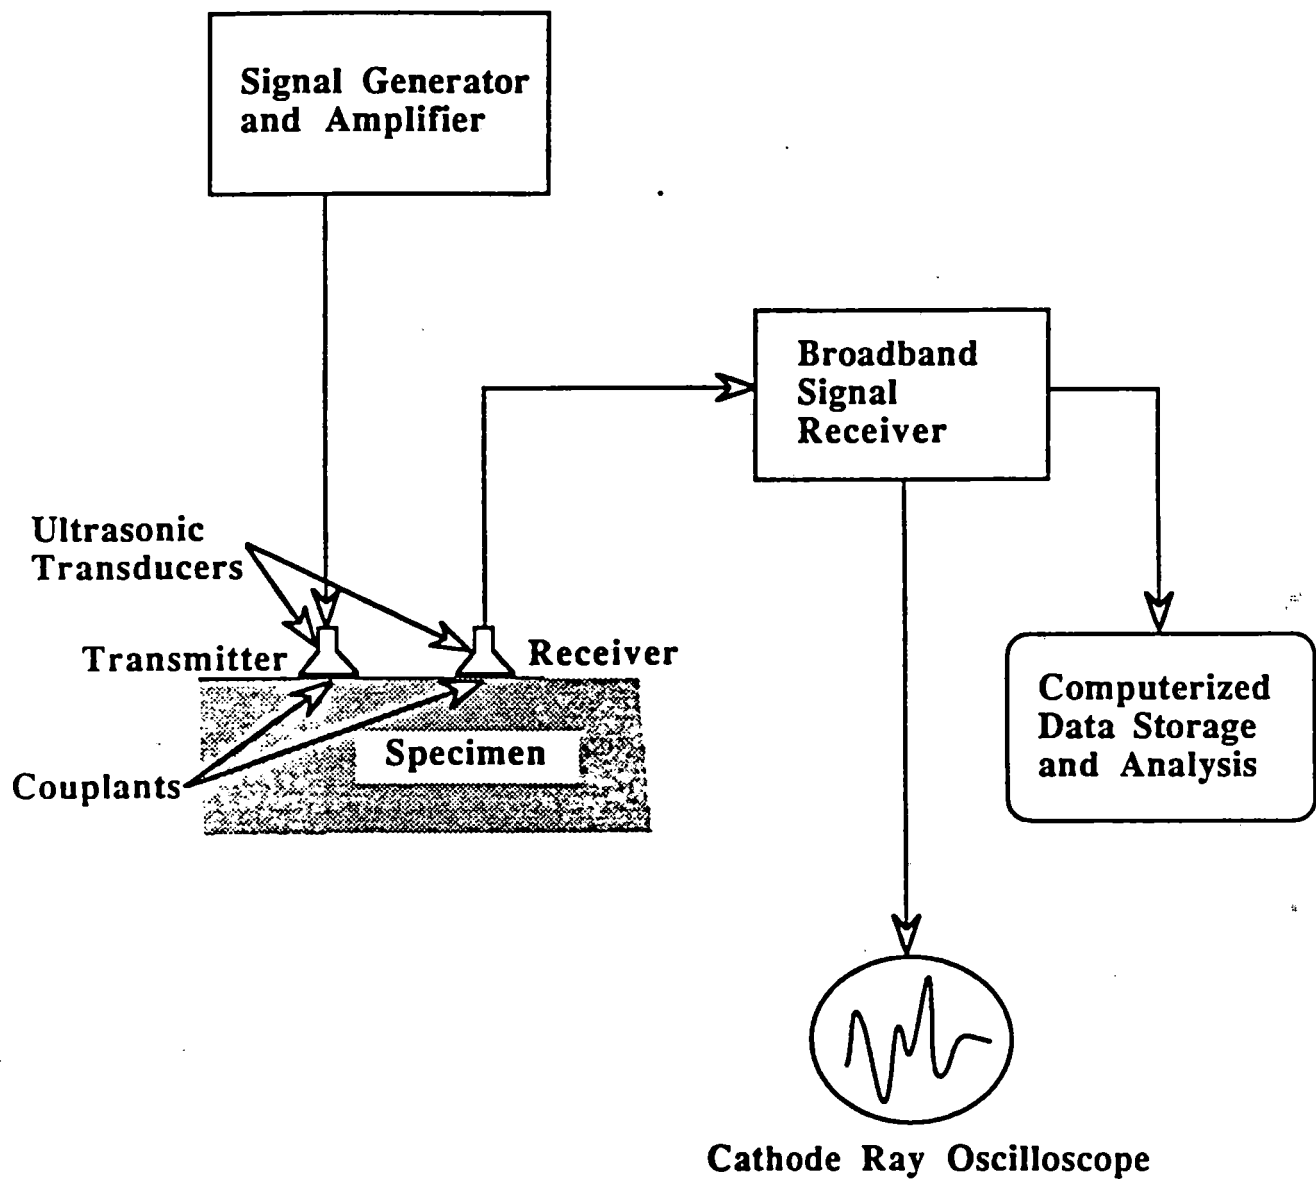 Signal Generator
and Amplifier
Broadband
Signal
Receiver
Ultrasonic
Transducers
Transmitter
Receiver
Specimen
Couplants
Computerized
Data Storage
and Analysis
Cathode Ray Oscilloscope